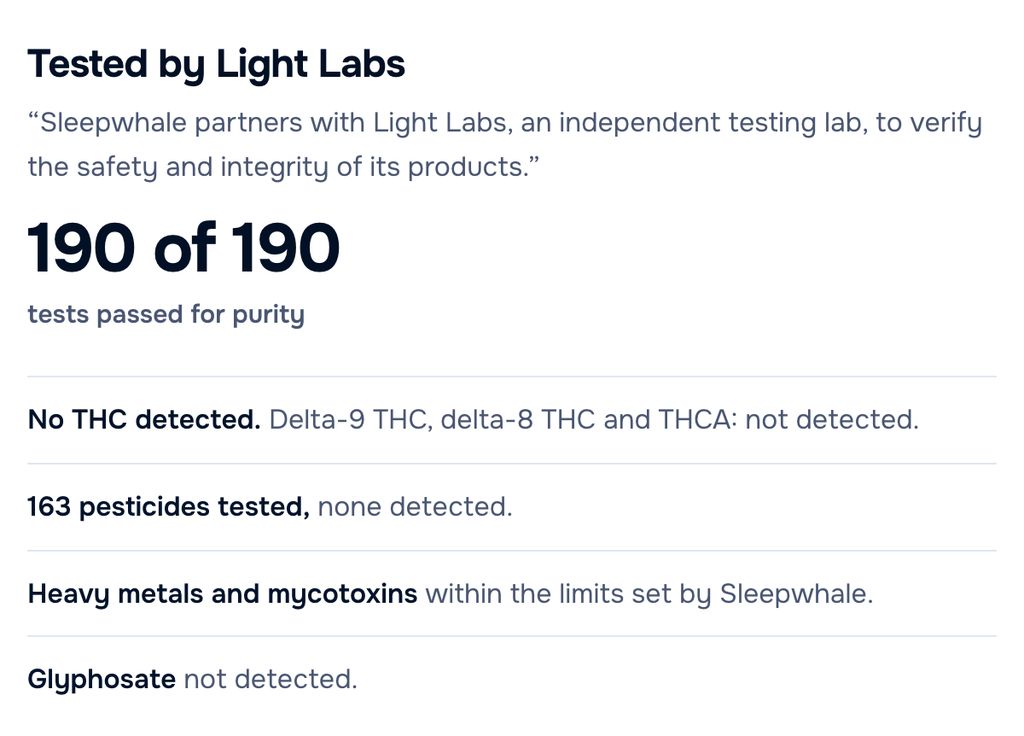 Tested by Light Labs
“Sleepwhale partners with Light Labs, an independent testing lab, to verify
the safety and integrity of its products.”
190 of 190
tests passed for purity
No THC detected. Delta-9 THC, delta-8 THC and THCA: not detected.
163 pesticides tested, none detected.
Heavy metals and mycotoxins within the limits set by Sleepwhale.
Glyphosate not detected.